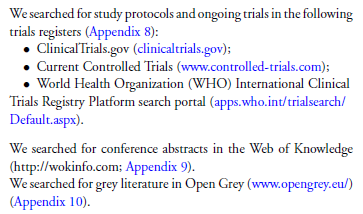 We searched for study protocols and ongoing trials in the following
trials registers (Appendix 8):
• ClinicalTrials.gov (clinicaltrials.gov);
• Current Controlled Trials (www.controlled-trials.com);
• World Health Organization (WHO) International Clinical
Trials Registry Platform search portal (apps.who.int/trialsearch/
Default.aspx).
We searched for conference abstracts in the Web of Knowledge
(http://wokinfo.com; Appendix 9).
We searched for grey literature in Open Grey (www.opengrey.eu/)
(Appendix 10).